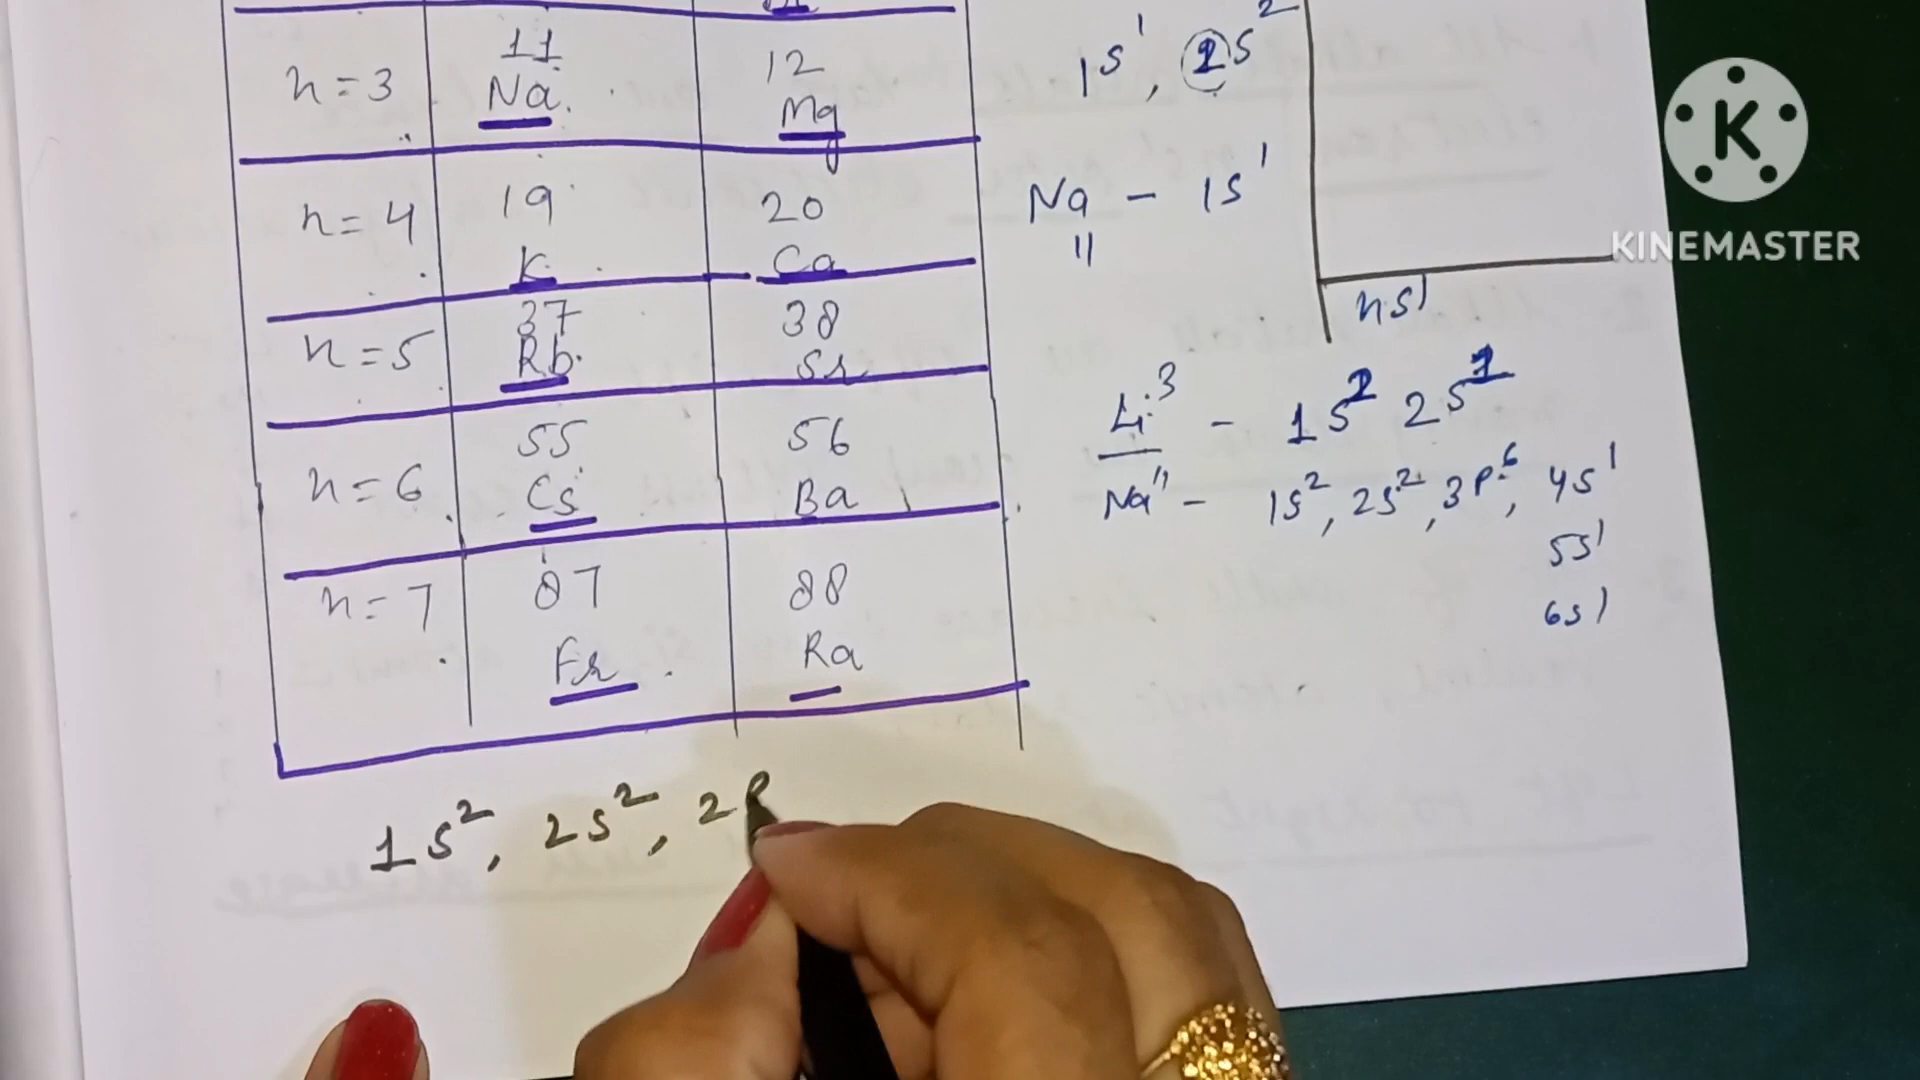 n=3 11 Na 12 Mg
n=4 19 K 20 Ca
n=5 37 Rb 38 Sr
n=6 55 Cs 56 Ba
n=7 87 Fr 88 Ra
1s², 2s², 2p
1s¹, 2s²
Na - 1s¹
11
ns¹
Li³ - 1s² 2s¹
Na¹¹ - 1s², 2s², 3p⁶, 4s¹
5s¹
6s¹
K
KINEMASTER